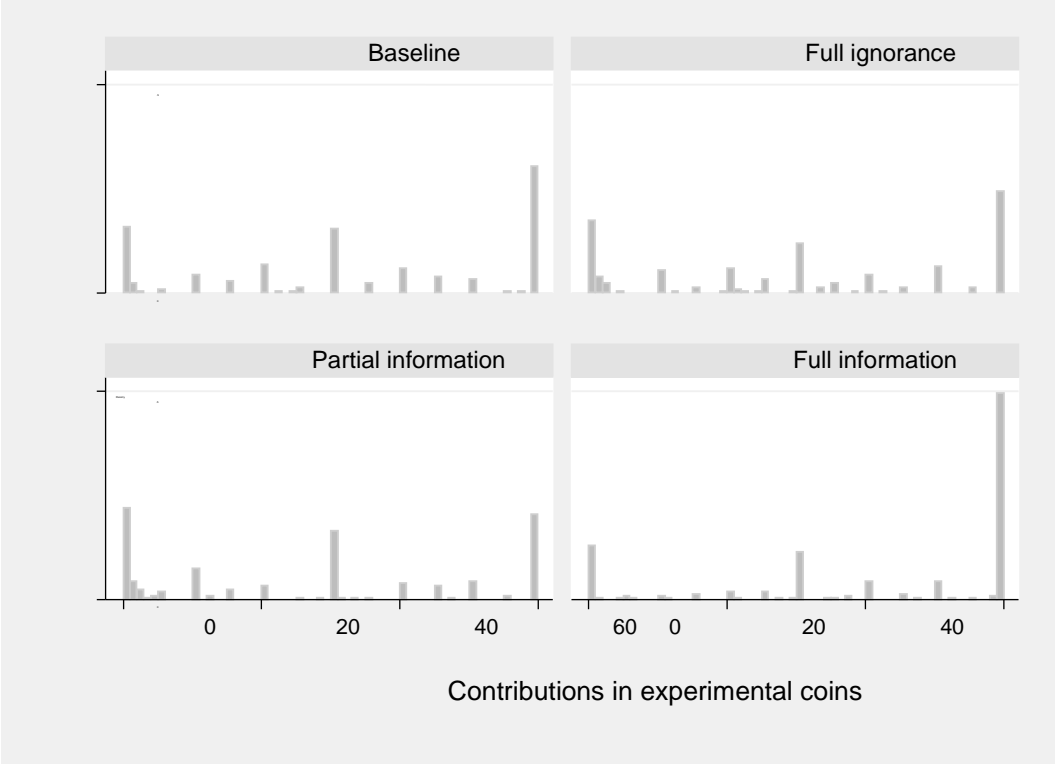 Baseline Full ignorance
Partial information Full information
0 20 40 60 0 20 40
Contributions in experimental coins